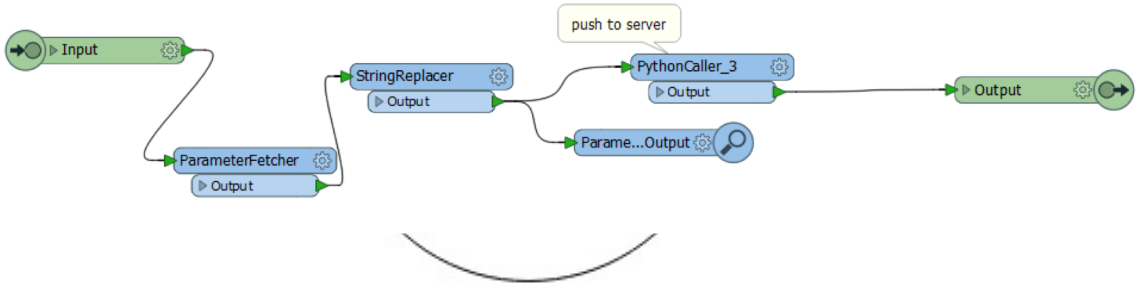 push to server
Input
StringReplacer
Output
PythonCaller_3
Output
Output
Parame...Output
ParameterFetcher
Output